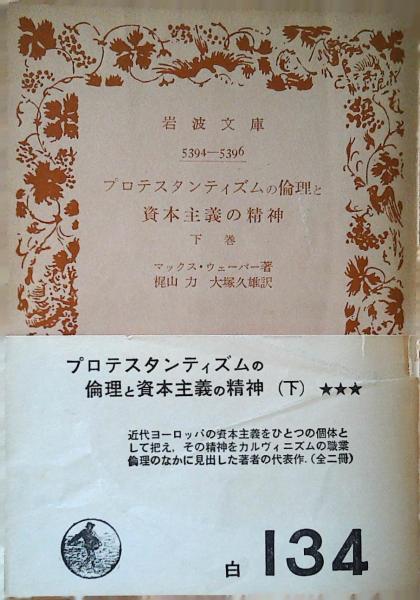 岩波文庫
5394—5396
プロテスタンティズムの倫理と
資本主義の精神
下巻
マックス・ウェーバー著
梶山力 大塚久雄訳
プロテスタンティズムの
倫理と資本主義の精神（下）★★★
近代ヨーロッパの資本主義をひとつの個体と
して把え，その精神をカルヴィニズムの職業
倫理のなかに見出した著者の代表作．（全二冊）
白 134